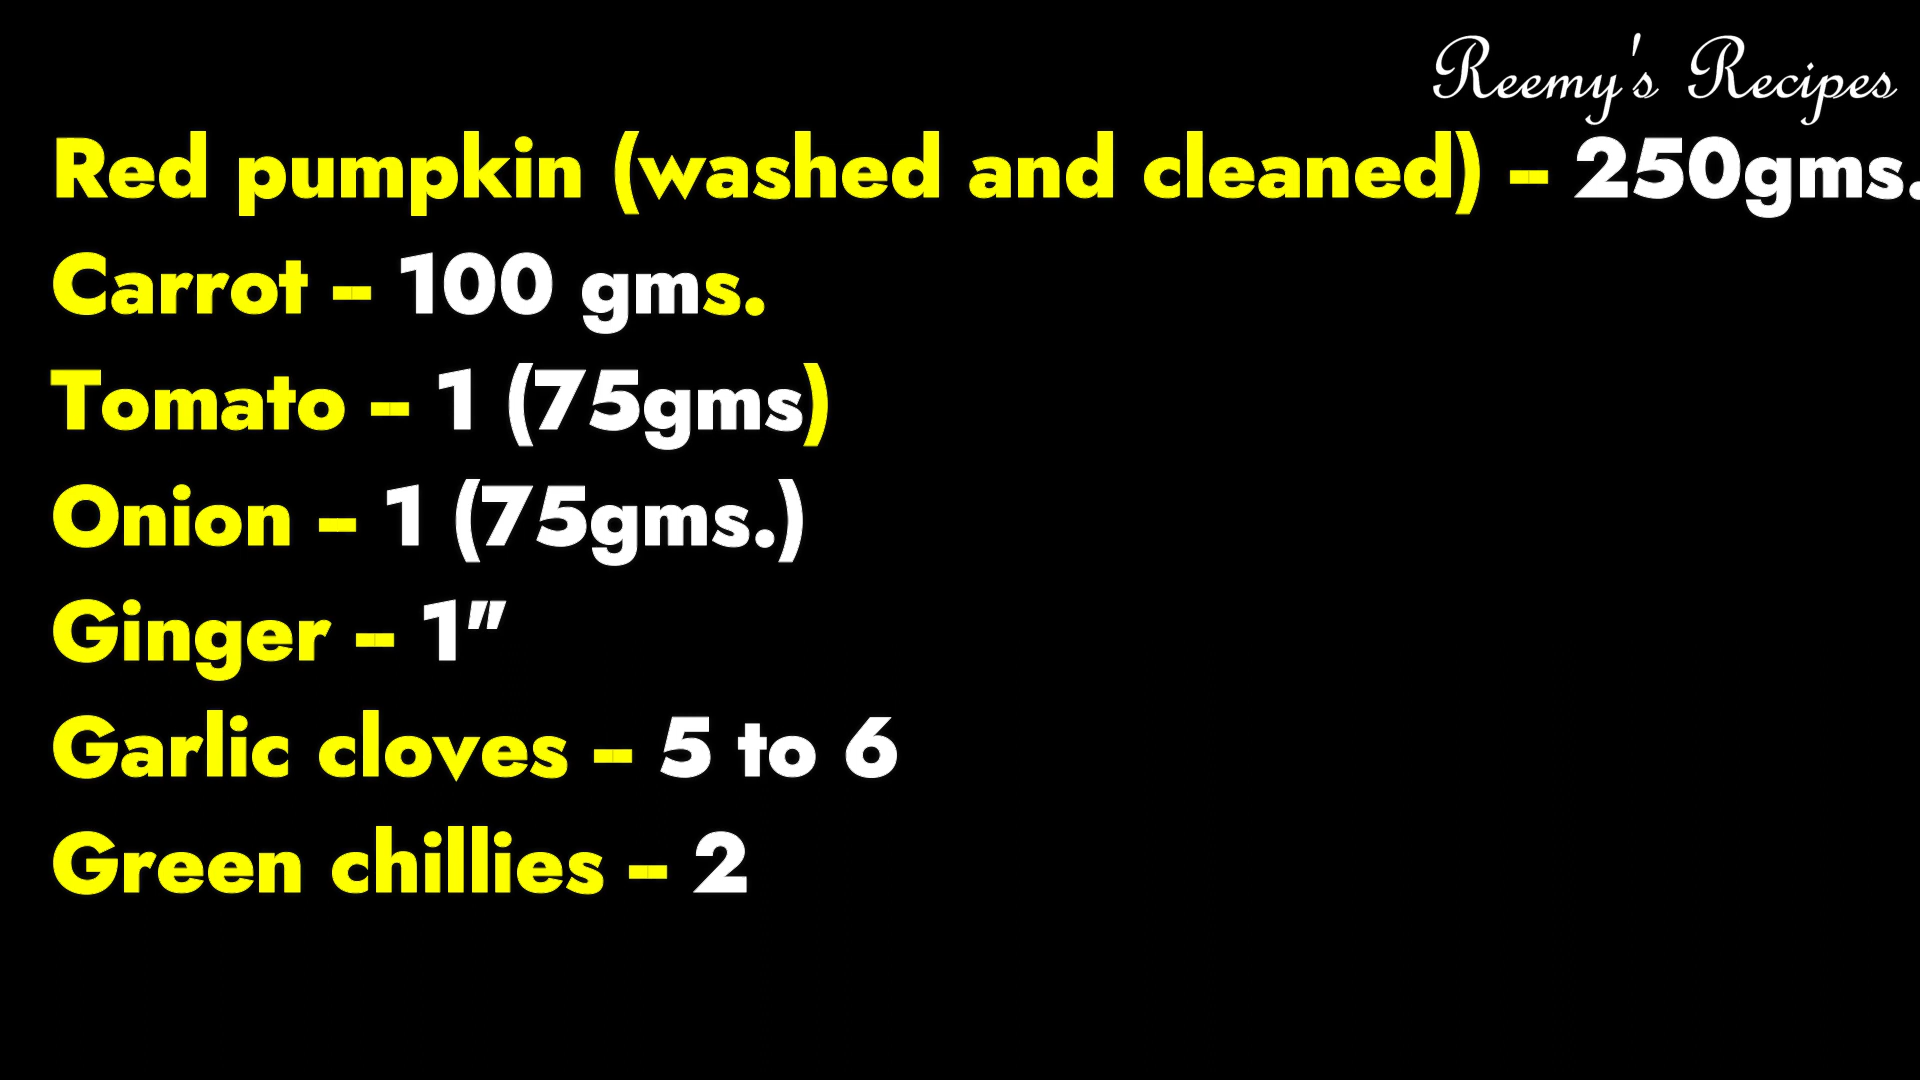 Reemy's Recipes
Red pumpkin (washed and cleaned) -- 250gms.
Carrot -- 100 gms.
Tomato -- 1 (75gms)
Onion -- 1 (75gms.)
Ginger -- 1"
Garlic cloves -- 5 to 6
Green chillies -- 2